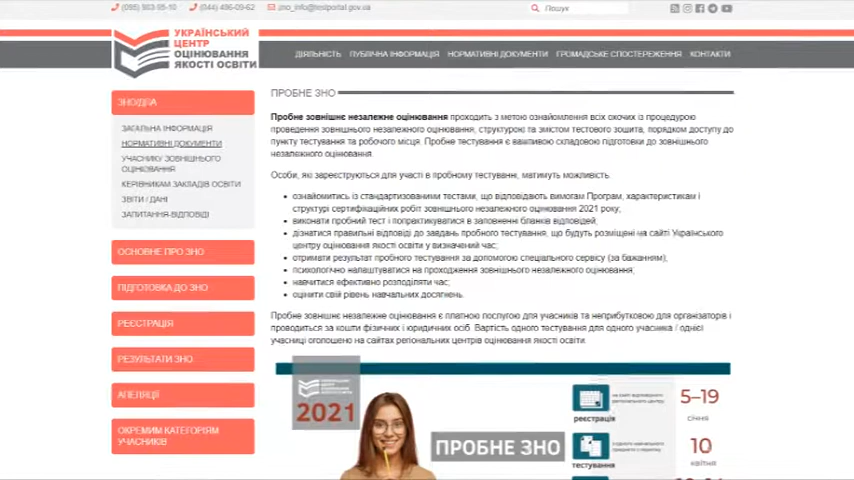 (095) 903-95-10 (044) 496-09-62 zno_info@testportal.gov.ua Пошук
УКРАЇНСЬКИЙ
ЦЕНТР
ОЦІНЮВАННЯ
ЯКОСТІ ОСВІТИ
ДІЯЛЬНІСТЬ ПУБЛІЧНА ІНФОРМАЦІЯ НОРМАТИВНІ ДОКУМЕНТИ ГРОМАДСЬКЕ СПОСТЕРЕЖЕННЯ КОНТАКТИ
ЗНО/ДПА
ЗАГАЛЬНА ІНФОРМАЦІЯ
НОРМАТИВНІ ДОКУМЕНТИ
УЧАСНИКУ ЗОВНІШНЬОГО
ОЦІНЮВАННЯ
КЕРІВНИКАМ ЗАКЛАДІВ ОСВІТИ
ЗВІТИ / ДАНІ
ЗАПИТАННЯ-ВІДПОВІДІ
ОСНОВНЕ ПРО ЗНО
ПІДГОТОВКА ДО ЗНО
РЕЄСТРАЦІЯ
РЕЗУЛЬТАТИ ЗНО
АПЕЛЯЦІЇ
ОКРЕМИМ КАТЕГОРІЯМ
УЧАСНИКІВ
ПРОБНЕ ЗНО
Пробне зовнішнє незалежне оцінювання проходить з метою ознайомлення всіх охочих із процедурою
проведення зовнішнього незалежного оцінювання, структурою та змістом тестового зошита, порядком доступу до
пункту тестування та робочого місця. Пробне тестування є важливою складовою підготовки до зовнішнього
незалежного оцінювання.
Особи, які зареєструються для участі в пробному тестуванні, матимуть можливість:
ознайомитись із стандартизованими тестами, що відповідають вимогам Програм, характеристикам і
структурі сертифікаційних робіт зовнішнього незалежного оцінювання 2021 року;
виконати пробний тест і попрактикуватися в заповненні бланків відповідей;
дізнатися правильні відповіді до завдань пробного тестування, що будуть розміщені на сайті Українського
центру оцінювання якості освіти у визначений час;
отримати результат пробного тестування за допомогою спеціального сервісу (за бажанням);
психологічно налаштуватися на проходження зовнішнього незалежного оцінювання;
навчитися ефективно розподіляти час;
оцінити свій рівень навчальних досягнень.
Пробне зовнішнє незалежне оцінювання є платною послугою для учасників та неприбутковою для організаторів і
проводиться за кошти фізичних і юридичних осіб. Вартість одного тестування для одного учасника / однієї
учасниці оголошено на сайтах регіональних центрів оцінювання якості освіти.
2021
ПРОБНЕ ЗНО
реєстрація
5–19
січня
тестування
10
квітня